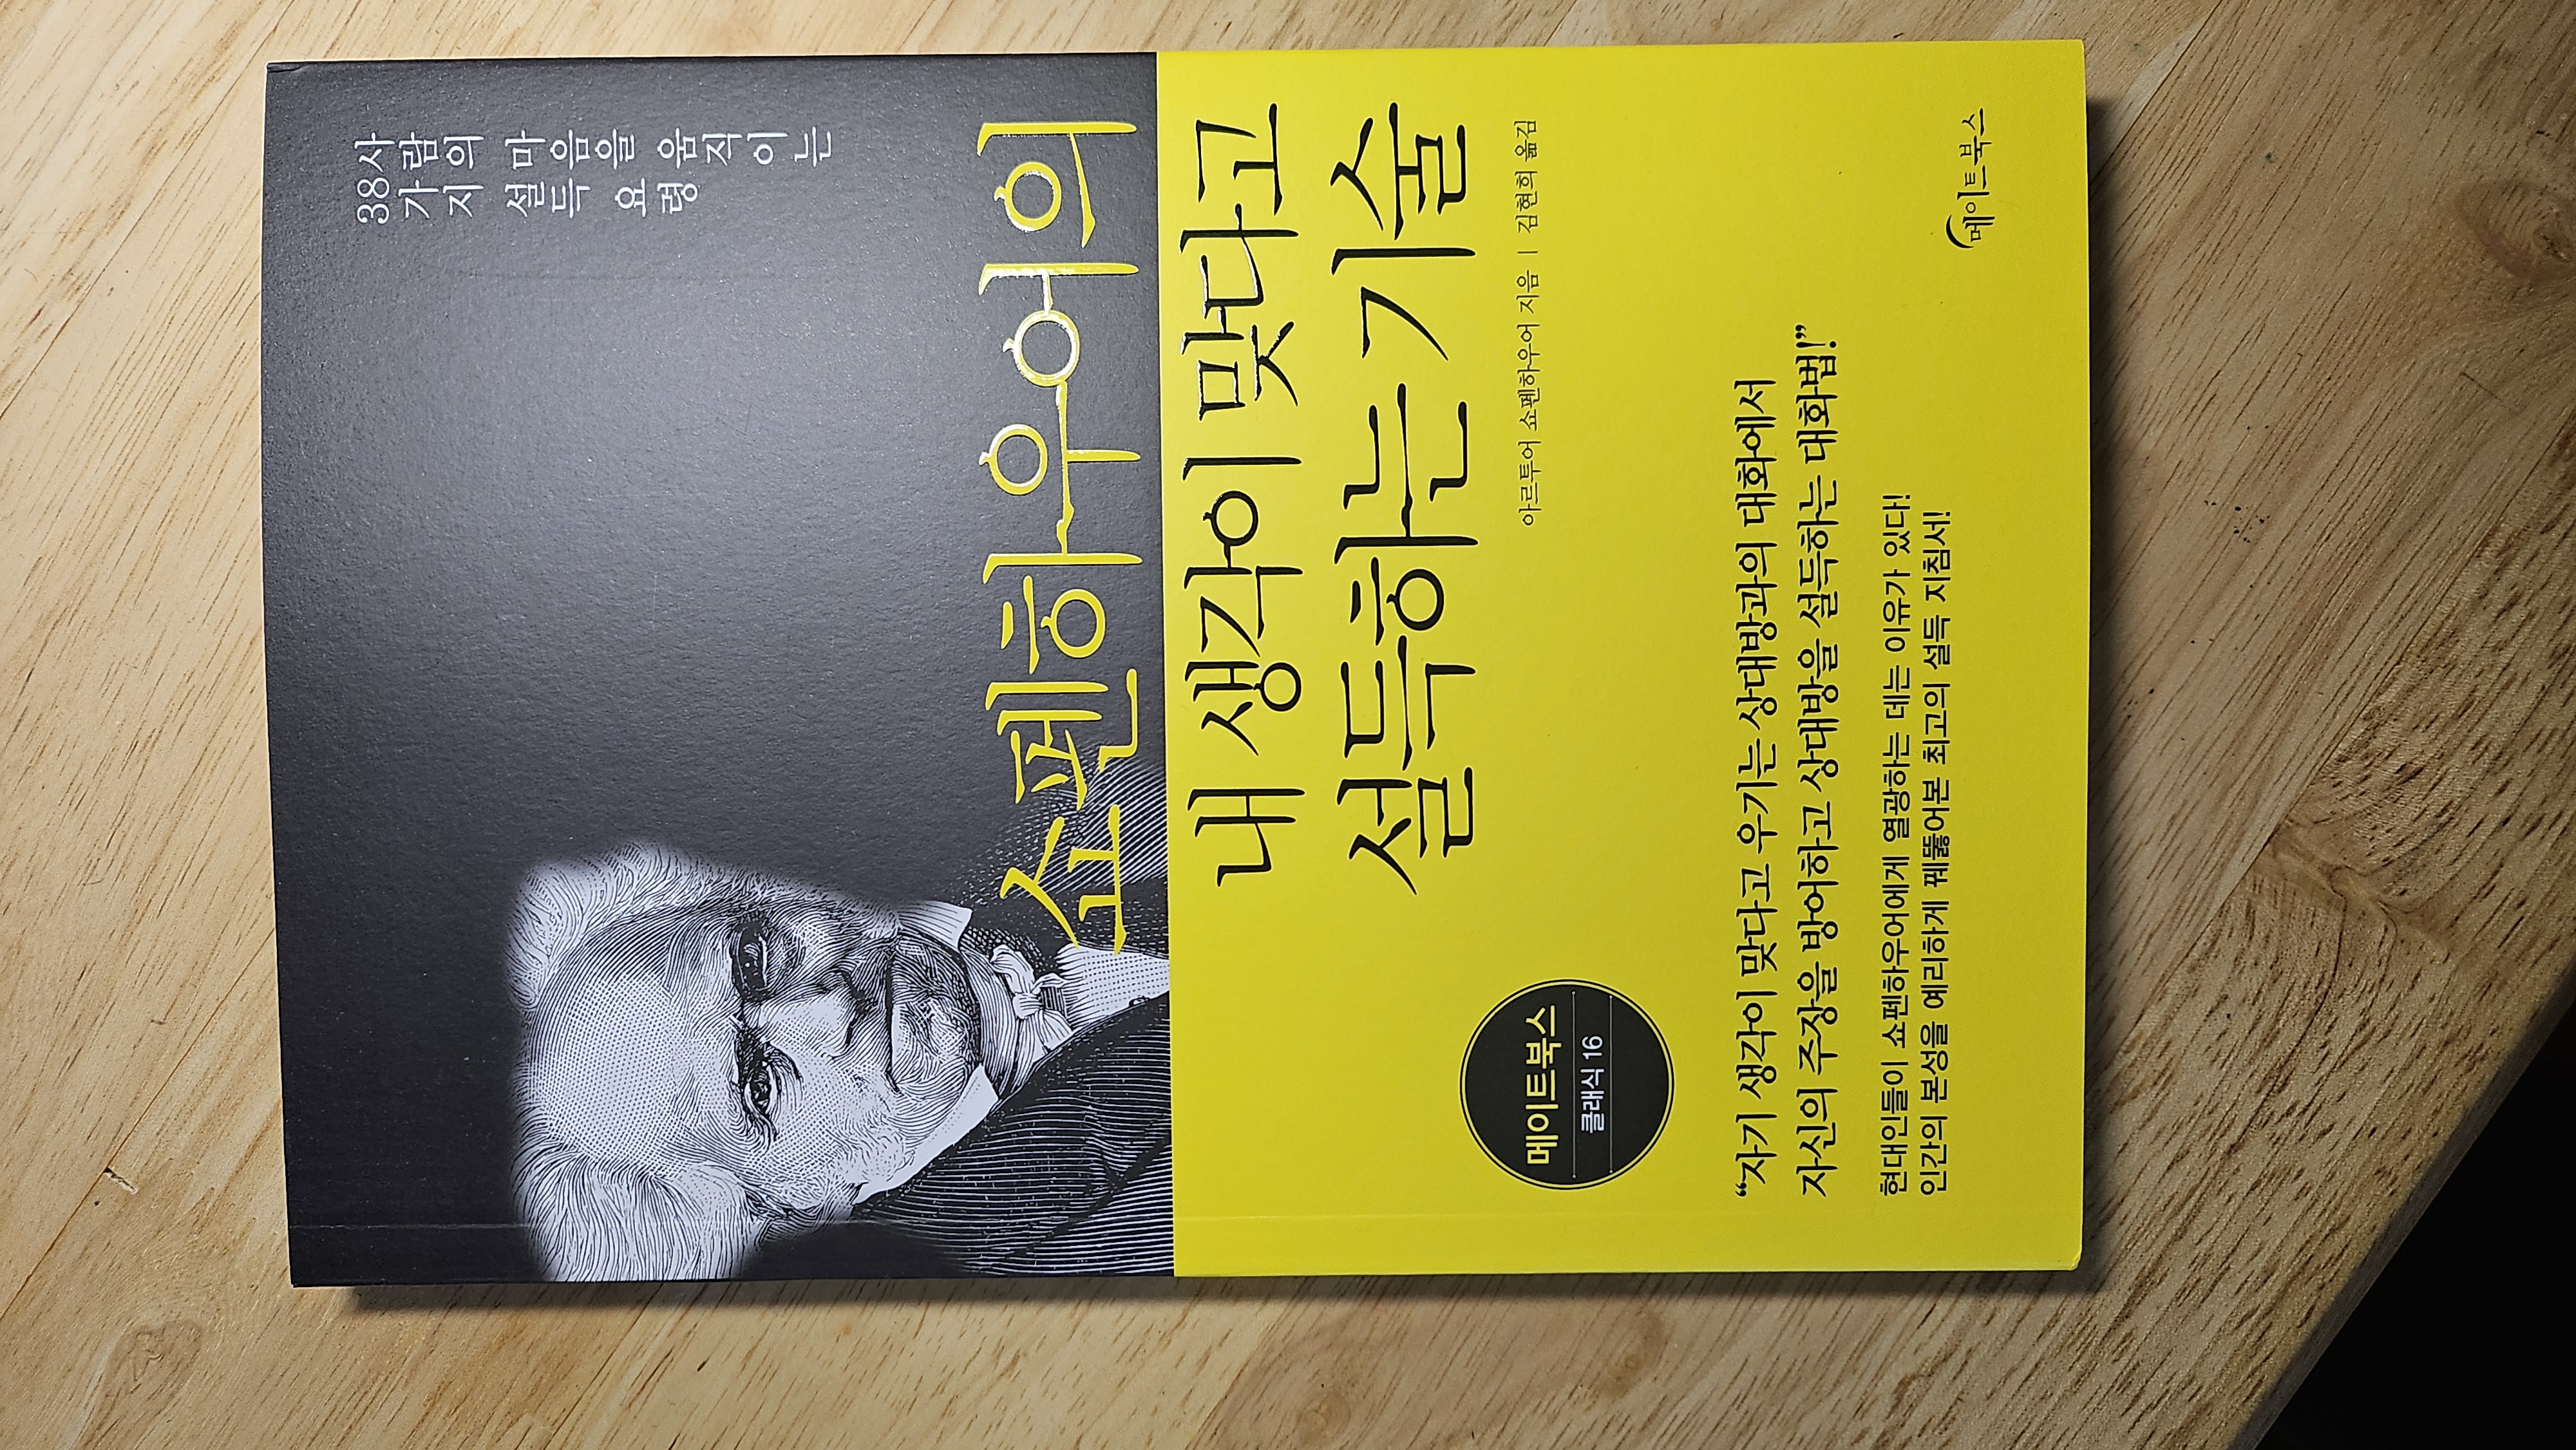 사람의 마음을 움직이는
38가지 설득 요령
쇼펜하우어의
내 생각이 맞다고
설득하는 기술
아르투어 쇼펜하우어 지음 | 김현희 옮김
메이트북스
클래식 16
“자기 생각이 맞다고 우기는 상대방과의 대화에서
자신의 주장을 방어하고 상대방을 설득하는 대화법!”
현대인들이 쇼펜하우어에게 열광하는 데는 이유가 있다!
인간의 본성을 예리하게 꿰뚫어본 최고의 설득 지침서!
메이트북스